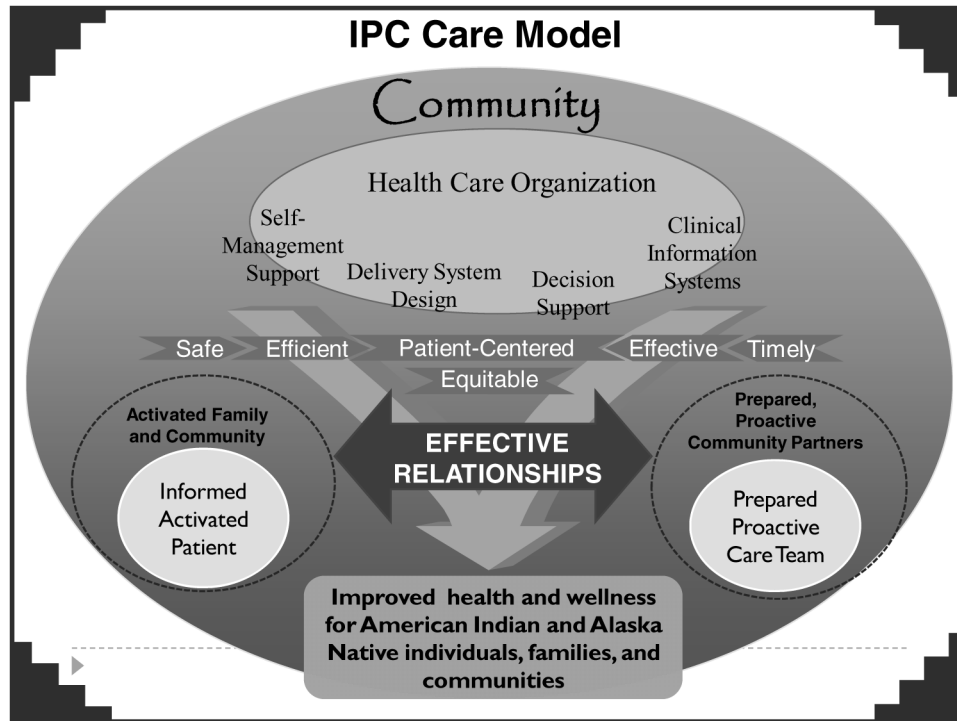 IPC Care Model
Community
Health Care Organization
Self-
Management
Support
Delivery System
Design
Decision
Support
Clinical
Information
Systems
Safe
Efficient
Patient-Centered
Effective
Timely
Equitable
Activated Family
and Community
Informed
Activated
Patient
EFFECTIVE
RELATIONSHIPS
Prepared,
Proactive
Community Partners
Prepared
Proactive
Care Team
Improved health and wellness
for American Indian and Alaska
Native individuals, families, and
communities